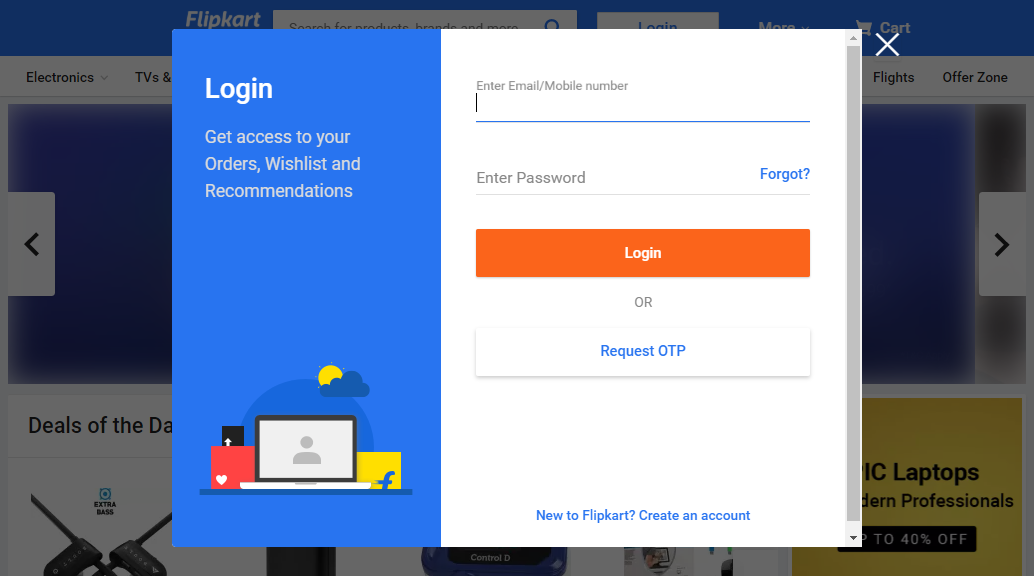 Flipkart
Search for products, brands and more
Login
More
Cart
Electronics
TVs &
Flights
Offer Zone
Login
Get access to your
Orders, Wishlist and
Recommendations
Enter Email/Mobile number
Enter Password
Forgot?
Login
OR
Request OTP
New to Flipkart? Create an account
Deals of the Da
EXTRA
BASS
Control D
PIC Laptops
dern Professionals
P TO 40% OFF